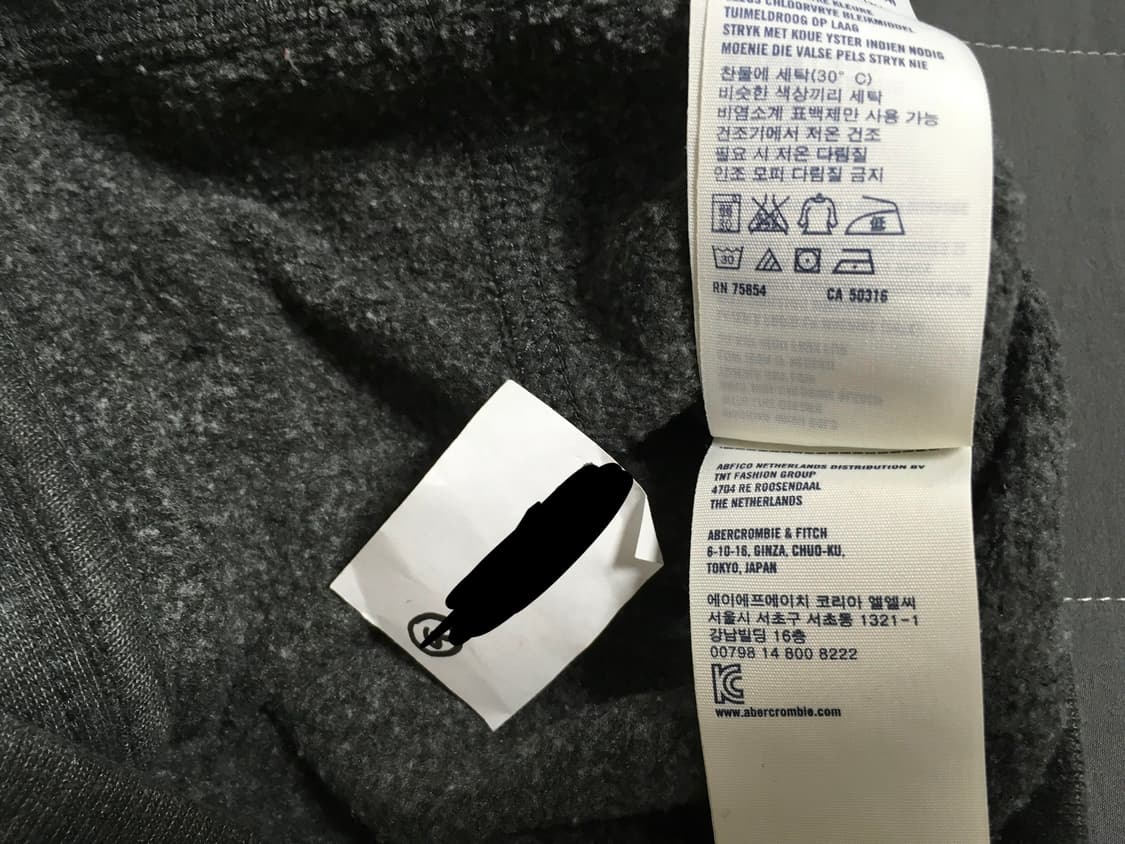 CHLOORVRYE BLEIKMIDDEL
TUIMELDROOG OP LAAG
STRYK MET KOUE YSTER INDIEN NODIG
MOENIE DIE VALSE PELS STRYK NIE
찬물에 세탁(30° C)
비슷한 색상끼리 세탁
비염소계 표백제만 사용 가능
건조기에서 저온 건조
필요 시 저온 다림질
인조 모피 다림질 금지
低
30
RN 75654 CA 50316
ABFICO NETHERLANDS DISTRIBUTION BV
TNT FASHION GROUP
4704 RE ROOSENDAAL
THE NETHERLANDS
ABERCROMBIE & FITCH
6-10-16, GINZA, CHUO-KU,
TOKYO, JAPAN
에이에프에이치 코리아 엘엘씨
서울시 서초구 서초동 1321-1
강남빌딩 16층
00798 14 800 8222
KC
www.abercrombie.com